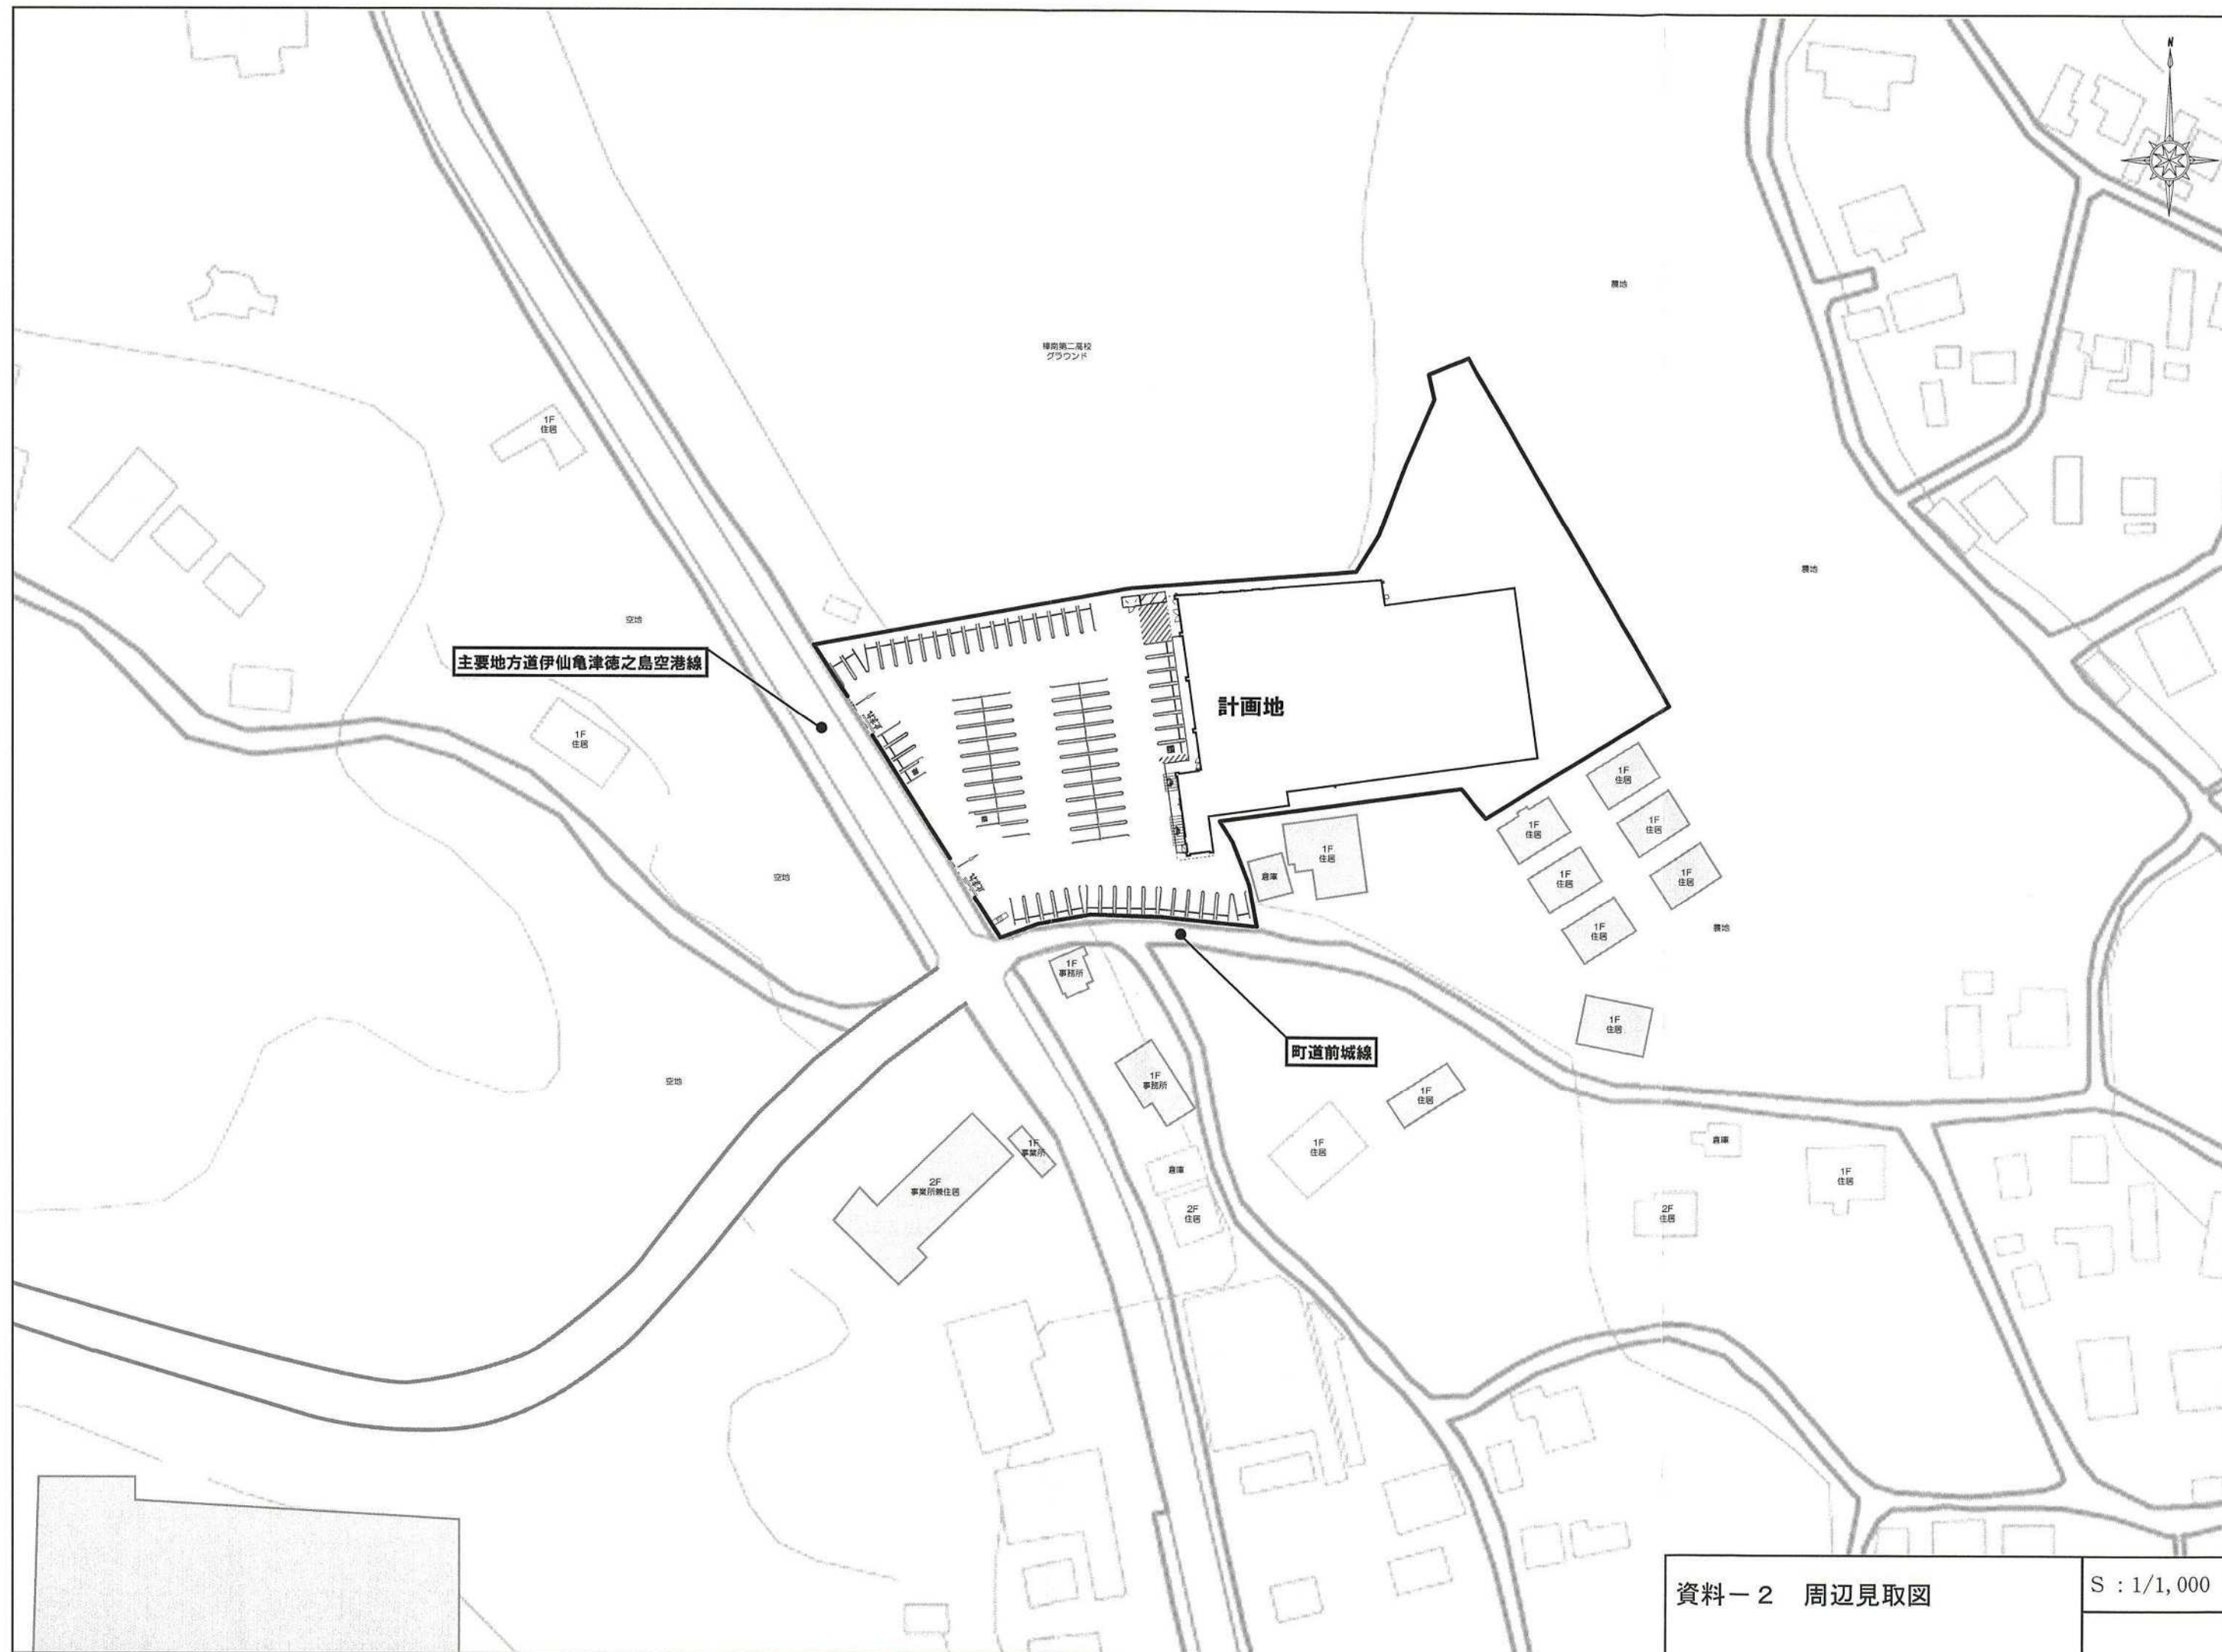 N
農地
樟南第二高校
グラウンド
1F
住居
農地
空地
主要地方道伊仙亀津徳之島空港線
計画地
1F
住居
1F
住居
1F
住居
1F
住居
1F
住居
倉庫
1F
住居
1F
住居
空地
1F
住居
農地
1F
事務所
1F
住居
町道前城線
空地
1F
事務所
1F
住居
1F
事業所
1F
住居
倉庫
倉庫
1F
住居
2F
事業所兼住居
2F
住居
2F
住居
資料－2　周辺見取図
S : 1/1,000